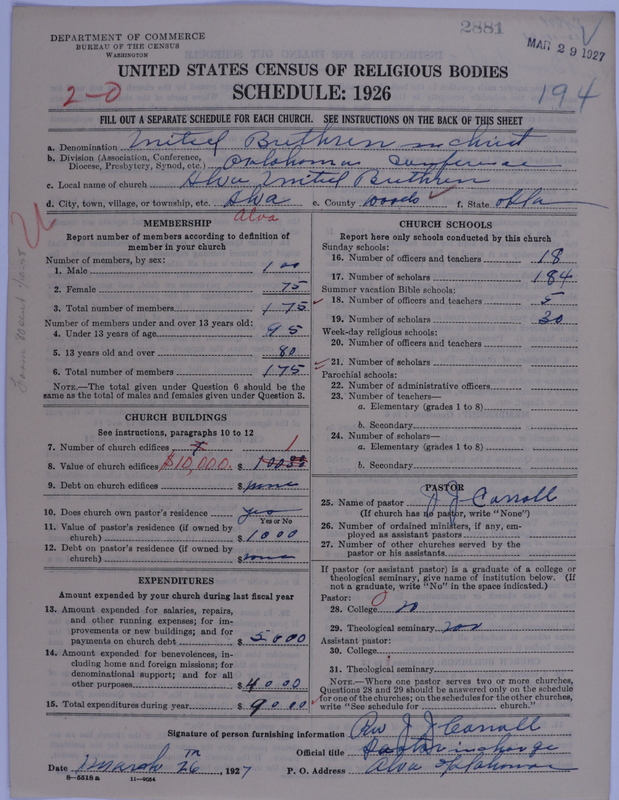 2881
MAR 29 1927
DEPARTMENT OF COMMERCE
BUREAU OF THE CENSUS
WASHINGTON
UNITED STATES CENSUS OF RELIGIOUS BODIES
SCHEDULE: 1926
2-0
194
FILL OUT A SEPARATE SCHEDULE FOR EACH CHURCH. SEE INSTRUCTIONS ON THE BACK OF THIS SHEET
a. Denomination United Brethren in Christ
b. Division (Association, Conference, Diocese, Presbytery, Synod, etc.) Oklahoma Conference
c. Local name of church Alva United Brethren
d. City, town, village, or township, etc. Alva e. County Woods f. State Okla
Alva
MEMBERSHIP
Report number of members according to definition of
member in your church
Number of members, by sex:
1. Male 100
2. Female 75
3. Total number of members 175
Number of members under and over 13 years old:
4. Under 13 years of age 95
5. 13 years old and over 80
6. Total number of members 175
NOTE.—The total given under Question 6 should be the
same as the total of males and females given under Question 3.
CHURCH BUILDINGS
See instructions, paragraphs 10 to 12
7. Number of church edifices 1
8. Value of church edifices $10,000. $
9. Debt on church edifices $ none
10. Does church own pastor's residence yes
Yes or No
11. Value of pastor's residence (if owned by
church) $ 1000
12. Debt on pastor's residence (if owned by
church) $ none
EXPENDITURES
Amount expended by your church during last fiscal year
13. Amount expended for salaries, repairs,
and other running expenses; for im-
provements or new buildings; and for
payments on church debt $ 5000
14. Amount expended for benevolences, in-
cluding home and foreign missions; for
denominational support; and for all
other purposes $ 4000
15. Total expenditures during year $ 9000
CHURCH SCHOOLS
Report here only schools conducted by this church
Sunday schools:
16. Number of officers and teachers 18
17. Number of scholars 184
Summer vacation Bible schools:
18. Number of officers and teachers 5
19. Number of scholars 30
Week-day religious schools:
20. Number of officers and teachers
21. Number of scholars
Parochial schools:
22. Number of administrative officers
23. Number of teachers—
a. Elementary (grades 1 to 8)
b. Secondary
24. Number of scholars—
a. Elementary (grades 1 to 8)
b. Secondary
PASTOR
25. Name of pastor J J Carroll
(If church has no pastor, write "None")
26. Number of ordained ministers, if any, em-
ployed as assistant pastors
27. Number of other churches served by the
pastor or his assistants
If pastor (or assistant pastor) is a graduate of a college or
theological seminary, give name of institution below. (If
not a graduate, write "No" in the space indicated.)
Pastor:
28. College no
29. Theological seminary
Assistant pastor:
30. College
31. Theological seminary
NOTE.—Where one pastor serves two or more churches,
Questions 28 and 29 should be answered only on the schedule
for one of the churches; on the schedules for the other churches,
write "See schedule for church."
Signature of person furnishing information Rev J J Carroll
Official title Pastor in charge
Date March 26 TH, 1927 P. O. Address Alva Oklahoma
8-5518 a 11-9054